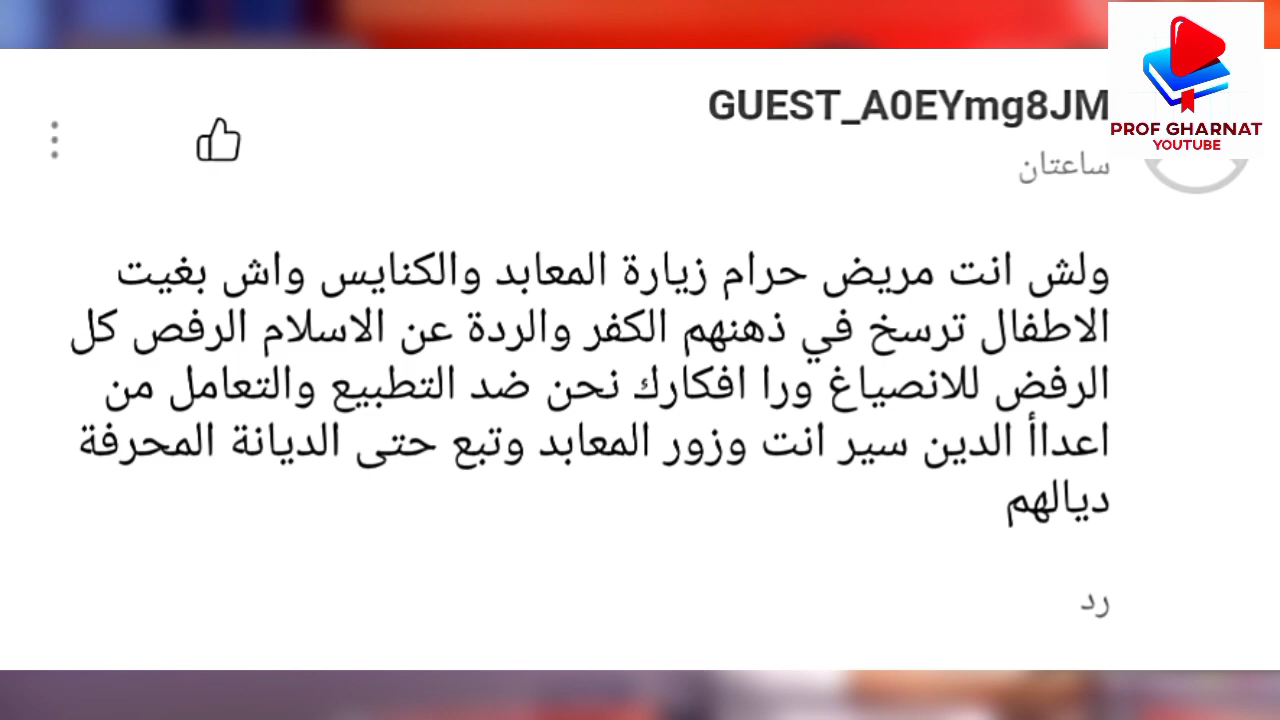 GUEST_A0EYmg8JM
ساعتان
PROF GHARNAT
YOUTUBE
ولش انت مريض حرام زيارة المعابد والكنايس واش بغيت
الاطفال ترسخ في ذهنهم الكفر والردة عن الاسلام الرفص كل
الرفض للانصياغ ورا افكارك نحن ضد التطبيع والتعامل من
اعداأ الدين سير انت وزور المعابد وتبع حتى الديانة المحرفة
ديالهم
رد